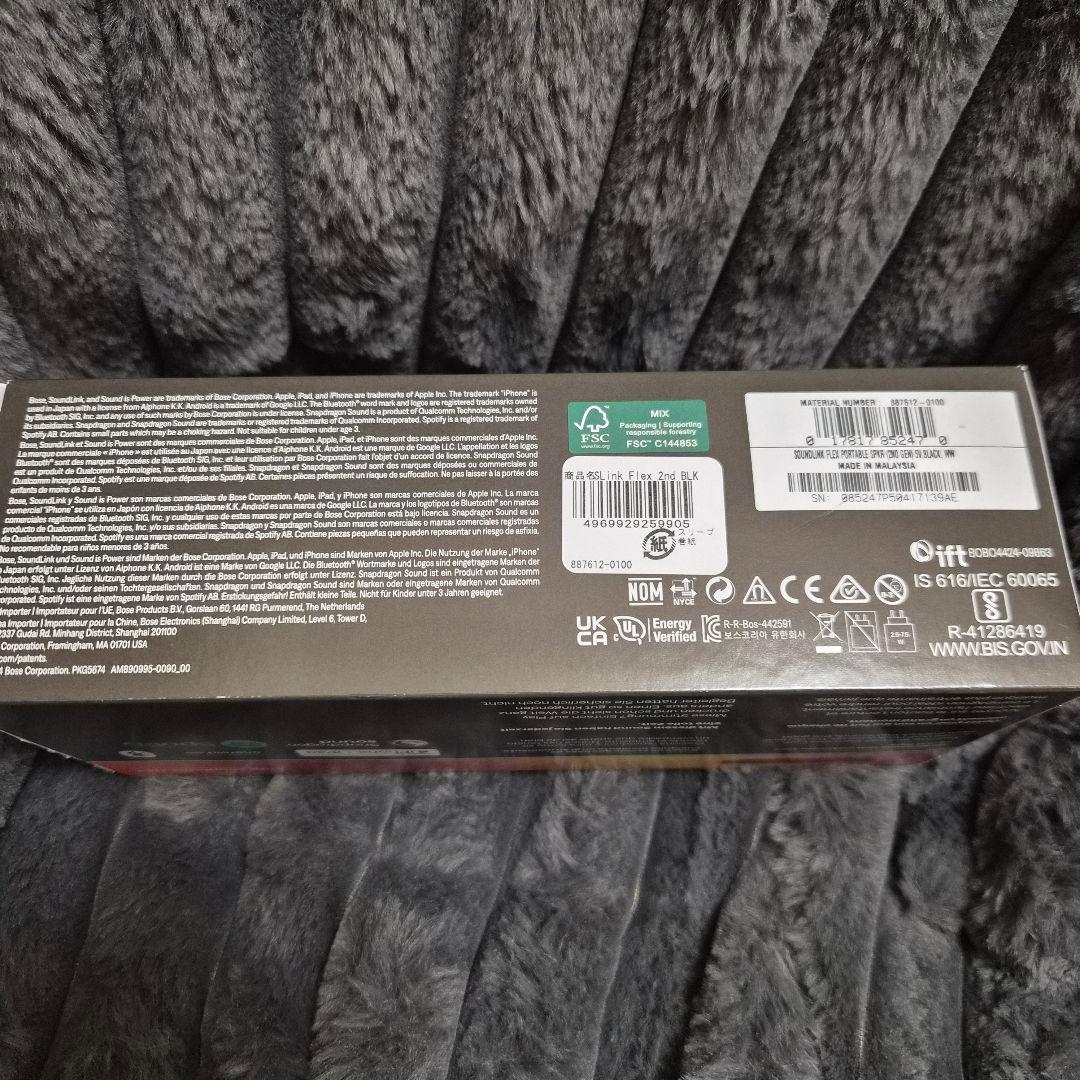 Bose, SoundLink, and Sound is Power are trademarks of Bose Corporation. Apple, iPad, and iPhone are trademarks of Apple Inc. The trademark "iPhone" is
used in Japan with a license from Aiphone K.K. Android is a trademark of Google LLC. The Bluetooth® word mark and logos are registered trademarks owned
by Bluetooth SIG, Inc. and any use of such marks by Bose Corporation is under license. Snapdragon Sound is a product of Qualcomm Technologies, Inc. and/or
its subsidiaries. Snapdragon and Snapdragon Sound are trademarks or registered trademarks of Qualcomm Incorporated. Spotify is a registered trademark of
Spotify AB. Contains small parts which may be a choking hazard. Not suitable for children under age 3.
Bose, SoundLink et Sound is Power sont des marques commerciales de Bose Corporation. Apple, iPad, et iPhone sont des marques commerciales d'Apple Inc.
La marque commerciale « iPhone » est utilisée au Japon avec une licence d'Aiphone K.K. Android est une marque de Google LLC. L'appellation et les logos
Bluetooth® sont des marques déposées de Bluetooth SIG, Inc. et leur utilisation par Bose Corporation fait l'objet d'un accord de licence. Snapdragon Sound
est un produit de Qualcomm Technologies, Inc. et/ou de ses filiales. Snapdragon et Snapdragon Sound sont des marques ou des marques déposées de
Qualcomm Incorporated. Spotify est une marque déposée de Spotify AB. Certaines pièces présentent un risque de suffocation. Ne pas laisser à la portée des
enfants de moins de 3 ans.
Bose, SoundLink y Sound is Power son marcas comerciales de Bose Corporation. Apple, iPad, y iPhone son marcas comerciales de Apple Inc. La marca
comercial "iPhone" se utiliza en Japón con licencia de Aiphone K.K. Android es una marca de Google LLC. La marca y los logotipos de Bluetooth® son marcas
comerciales registradas de Bluetooth SIG, Inc. y cualquier uso de estas marcas por parte de Bose Corporation está bajo licencia. Snapdragon Sound es un
producto de Qualcomm Technologies, Inc. y/o sus subsidiarias. Snapdragon y Snapdragon Sound son marcas comerciales o marcas comerciales registradas
de Qualcomm Incorporated. Spotify es una marca comercial registrada de Spotify AB. Contiene piezas pequeñas que pueden representar un riesgo de asfixia.
No recomendable para niños menores de 3 años.
Bose, SoundLink und Sound is Power sind Marken der Bose Corporation. Apple, iPad, und iPhone sind Marken von Apple Inc. Die Nutzung der Marke „iPhone"
Japan erfolgt unter Lizenz von Aiphone K.K. Android ist eine Marke von Google LLC. Die Bluetooth® Wortmarke und Logos sind eingetragene Marken der
Bluetooth SIG, Inc. Jegliche Nutzung dieser Marken durch die Bose Corporation erfolgt unter Lizenz. Snapdragon Sound ist ein Produkt von Qualcomm
Technologies, Inc. und/oder seinen Tochtergesellschaften. Snapdragon und Snapdragon Sound sind Marken oder eingetragene Marken von Qualcomm
Incorporated. Spotify ist eine eingetragene Marke von Spotify AB. Erstickungsgefahr! Enthält kleine Teile. Nicht für Kinder unter 3 Jahren geeignet.
Importer | Importateur pour l'UE, Bose Products B.V., Gorslaan 60, 1441 RG Purmerend, The Netherlands
Importer | Importateur pour la Chine, Bose Electronics (Shanghai) Company Limited, Level 6, Tower D,
2337 Gudai Rd. Minhang District, Shanghai 201100
Corporation, Framingham, MA 01701 USA
.com/patents.
Bose Corporation. PKG5674 AM890995-0090_00
FSC
www.fsc.org
MIX
Packaging | Supporting
responsible forestry
FSC™ C144853
商品名SLink Flex 2nd BLK
4969929259905
紙
スリーブ
巻紙
887612-0100
MATERIAL NUMBER: 887612-0100
0 17817 85247 0
SOUNDLINK FLEX PORTABLE SPKR (2ND GEN) 5V BLACK, WW
MADE IN MALAYSIA
SN: 085247P50417139AE
NOM
NYCE
CE
ift BOBO4424-09863
IS 616/IEC 60065
R-41286419
WWW.BIS.GOV.IN
UK
CA
UL
Energy
Verified
R-R-Bos-442591
보스코리아 유한회사
2.5-7.5
W